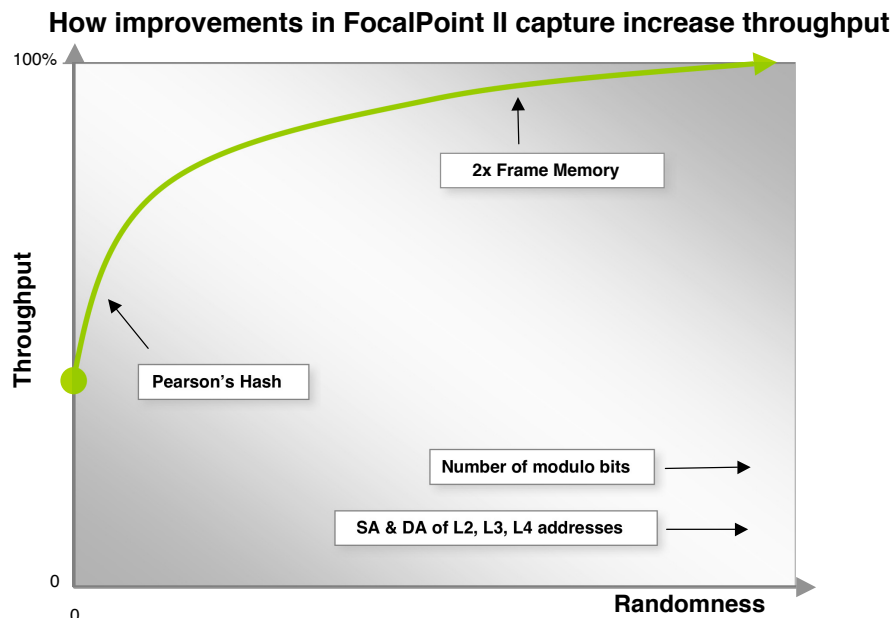 How improvements in FocalPoint II capture increase throughput
100%
2x Frame Memory
Throughput
Pearson's Hash
Number of modulo bits
SA & DA of L2, L3, L4 addresses
0
0
Randomness